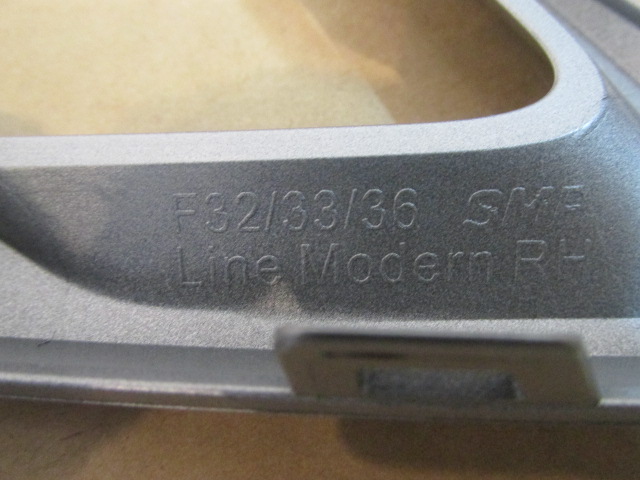 F32/33/36 SMP
Line Modern RH